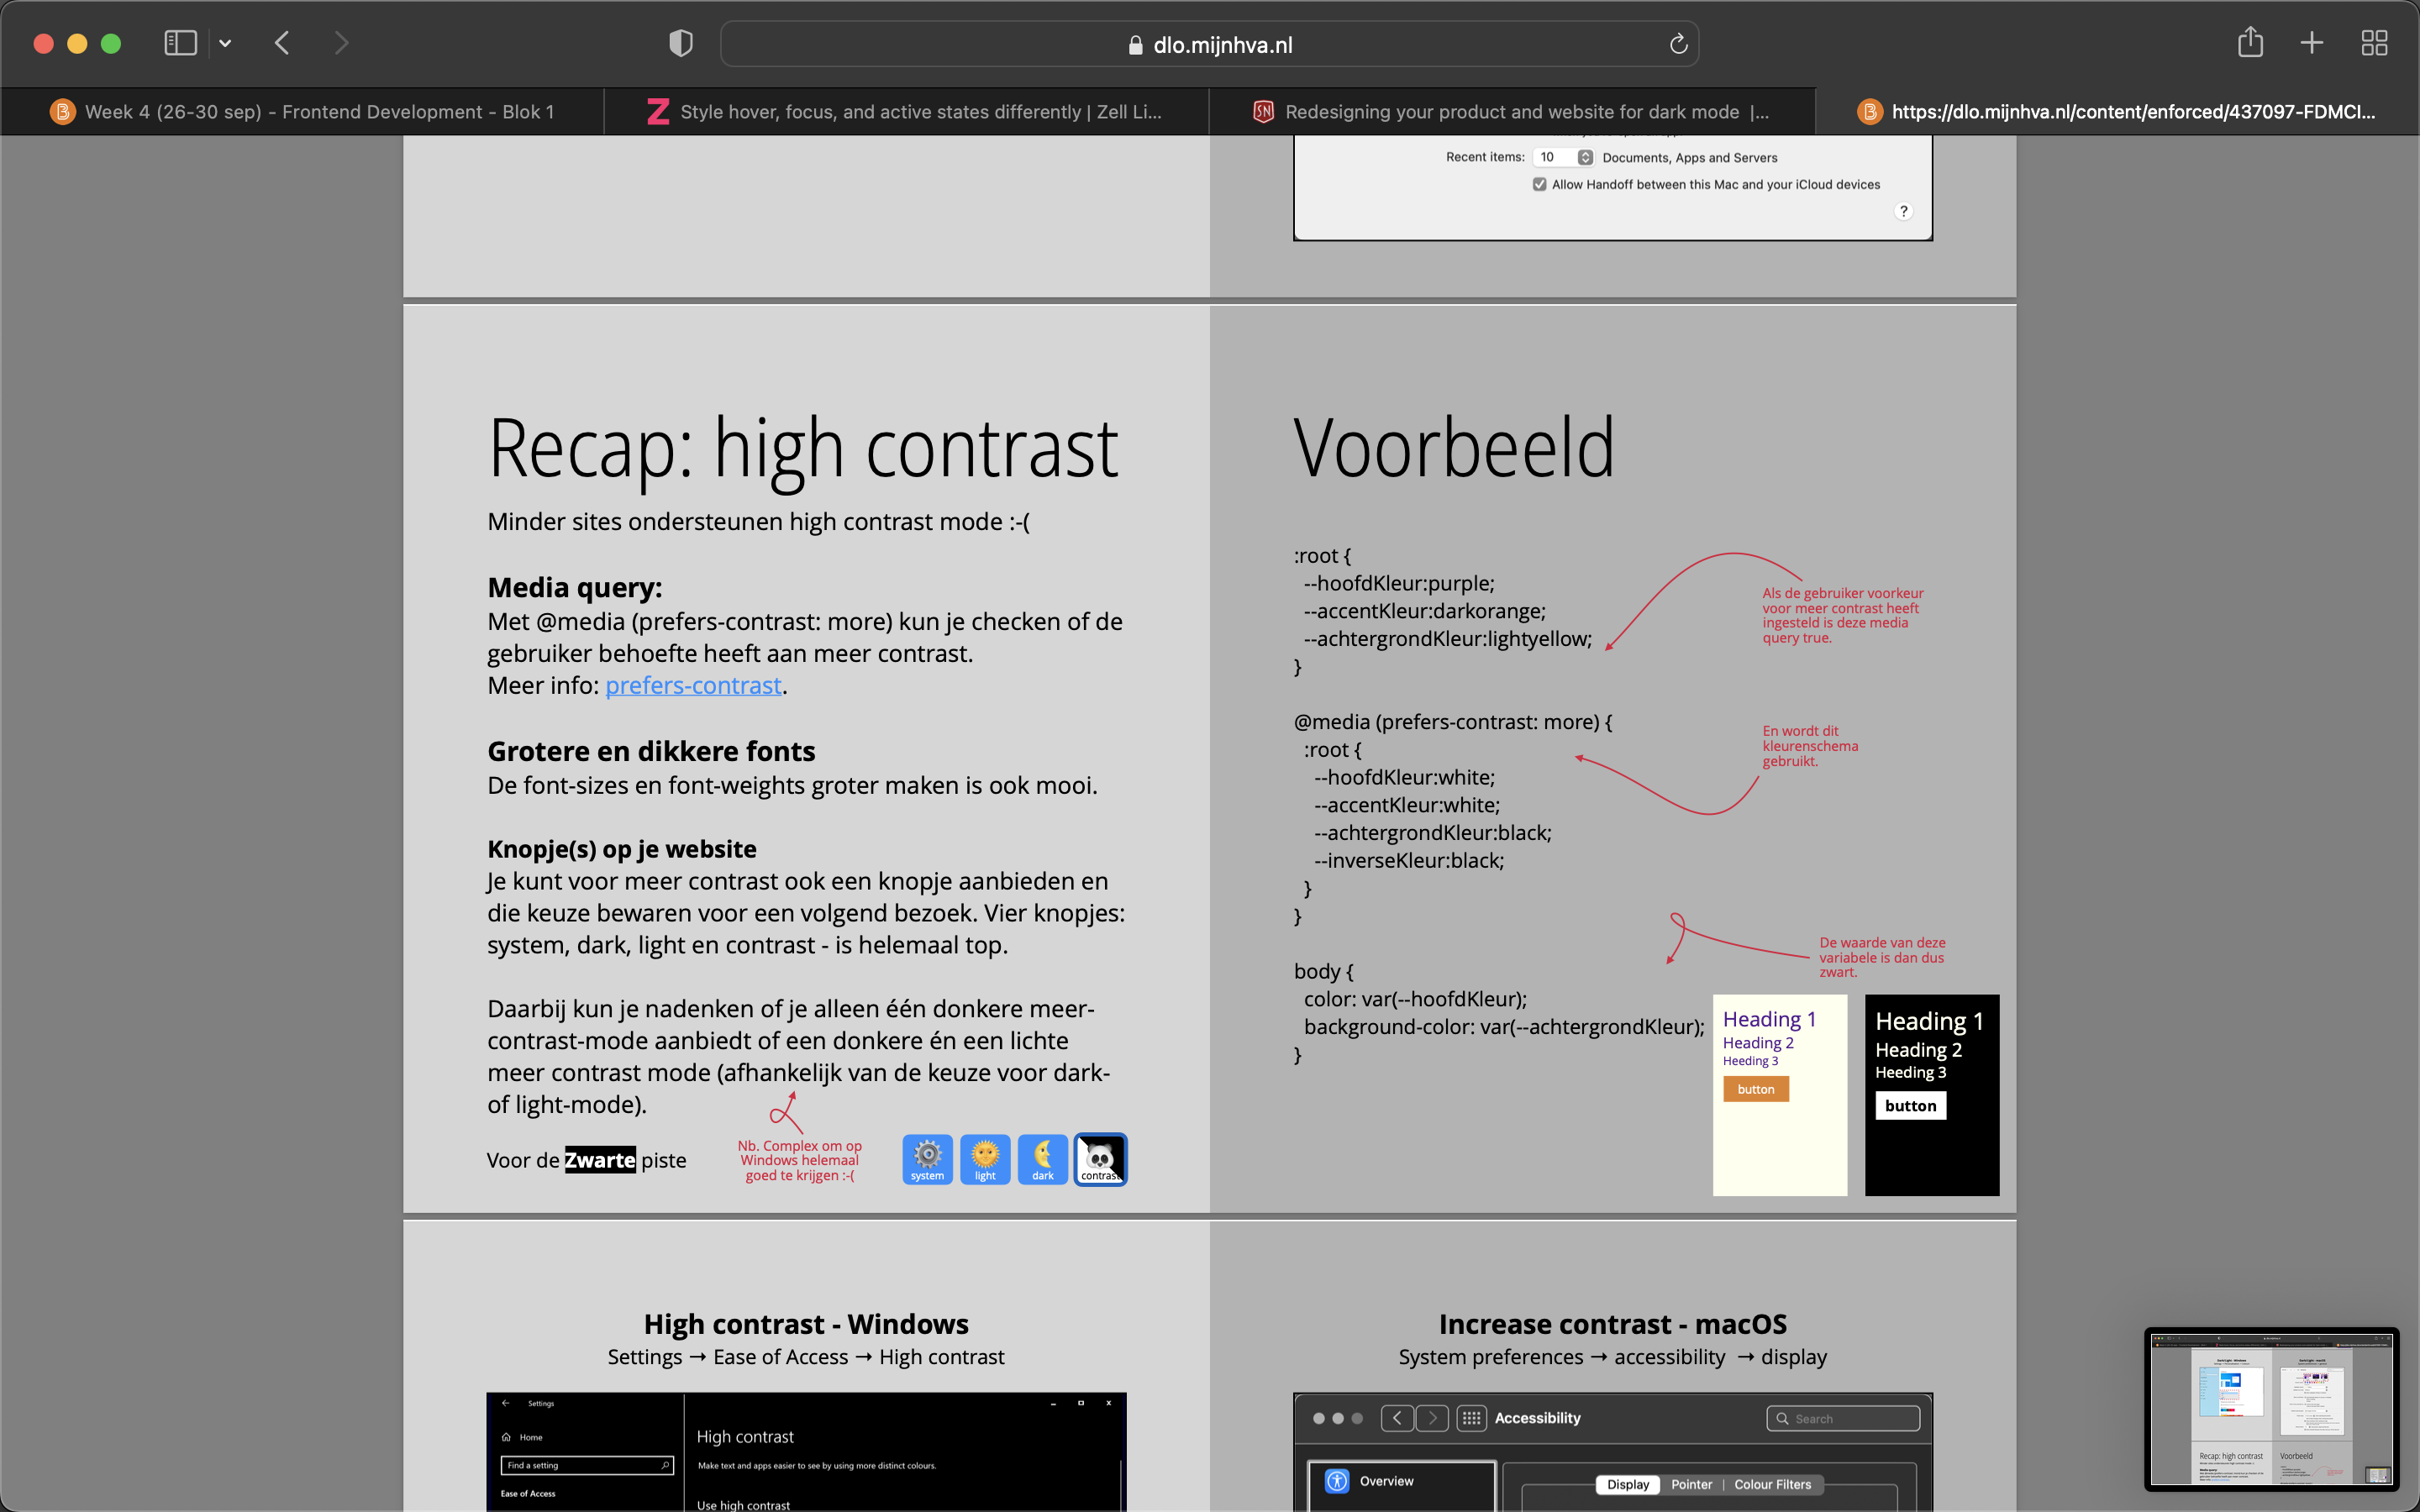 dlo.mijnhva.nl
Week 4 (26-30 sep) - Frontend Development - Blok 1
Style hover, focus, and active states differently | Zell Li...
Redesigning your product and website for dark mode |...
https://dlo.mijnhva.nl/content/enforced/437097-FDMCI...
Recent items: 10 Documents, Apps and Servers
Allow Handoff between this Mac and your iCloud devices
?
Recap: high contrast
Minder sites ondersteunen high contrast mode :-(
Media query:
Met @media (prefers-contrast: more) kun je checken of de
gebruiker behoefte heeft aan meer contrast.
Meer info: prefers-contrast.
Grotere en dikkere fonts
De font-sizes en font-weights groter maken is ook mooi.
Knopje(s) op je website
Je kunt voor meer contrast ook een knopje aanbieden en
die keuze bewaren voor een volgend bezoek. Vier knopjes:
system, dark, light en contrast - is helemaal top.
Daarbij kun je nadenken of je alleen één donkere meer-
contrast-mode aanbiedt of een donkere én een lichte
meer contrast mode (afhankelijk van de keuze voor dark-
of light-mode).
Voor de Zwarte piste
Nb. Complex om op
Windows helemaal
goed te krijgen :-(
system
light
dark
contrast
Voorbeeld
:root {
--hoofdKleur:purple;
--accentKleur:darkorange;
--achtergrondKleur:lightyellow;
}
@media (prefers-contrast: more) {
:root {
--hoofdKleur:white;
--accentKleur:white;
--achtergrondKleur:black;
--inverseKleur:black;
}
}
body {
color: var(--hoofdKleur);
background-color: var(--achtergrondKleur);
}
Als de gebruiker voorkeur
voor meer contrast heeft
ingesteld is deze media
query true.
En wordt dit
kleurenschema
gebruikt.
De waarde van deze
variabele is dan dus
zwart.
Heading 1
Heading 2
Heeding 3
button
Heading 1
Heading 2
Heeding 3
button
High contrast - Windows
Settings → Ease of Access → High contrast
Settings
Home
Find a setting
Ease of Access
High contrast
Make text and apps easier to see by using more distinct colours.
Use high contrast
Increase contrast - macOS
System preferences → accessibility → display
Accessibility
Search
Overview
Display
Pointer
Colour Filters
Recap: high contrast
Voorbeeld